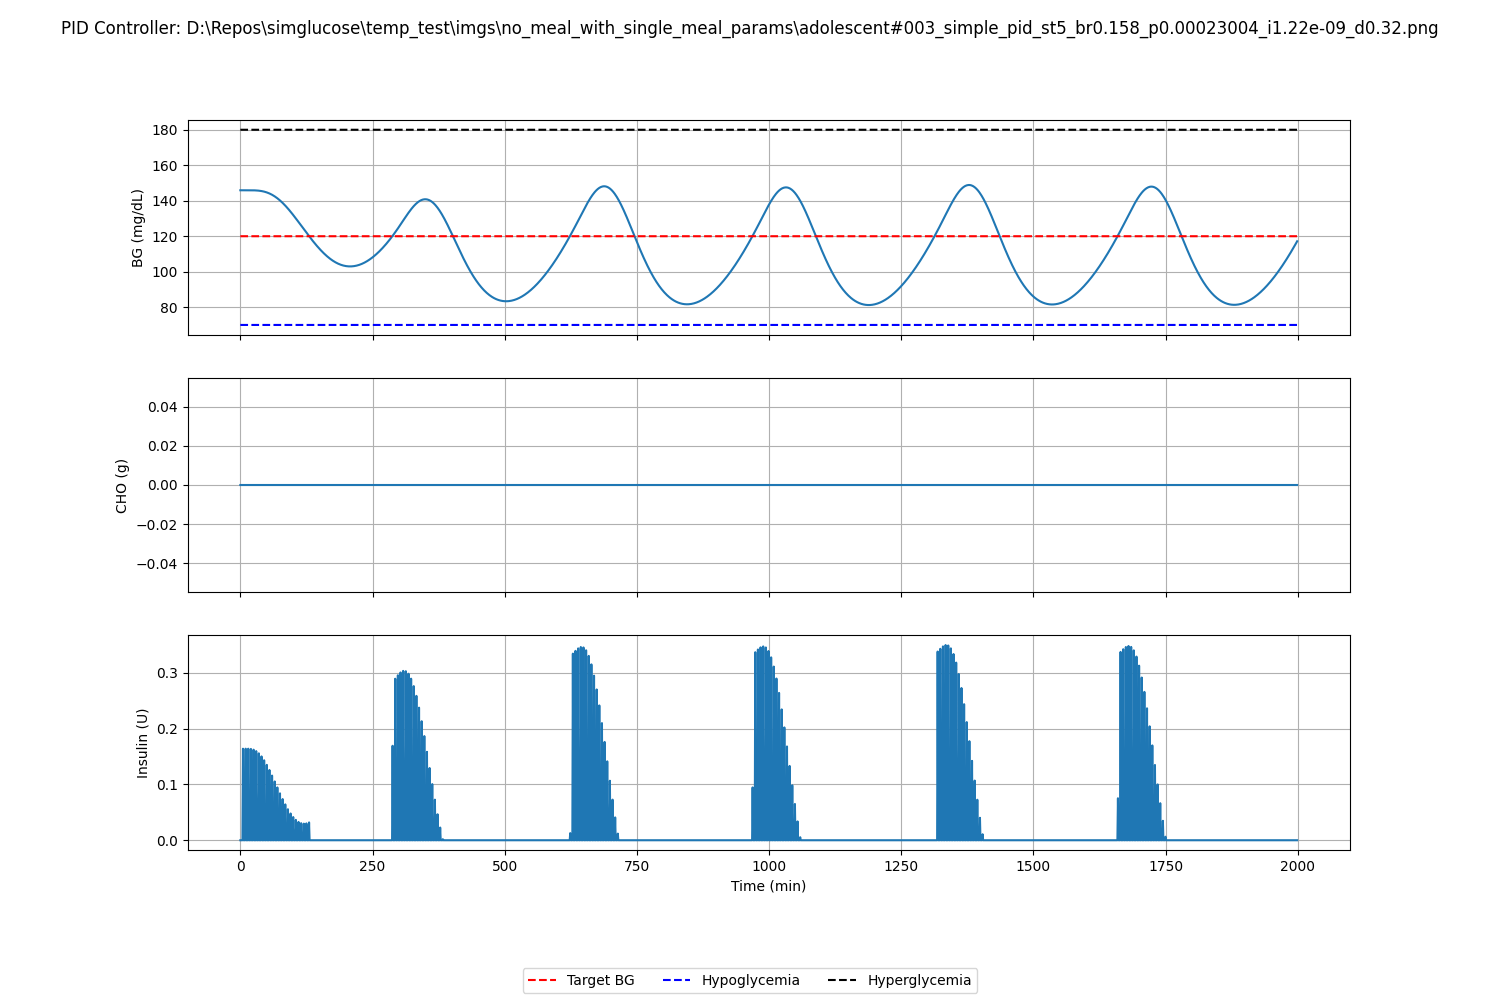 PID Controller: D:\Repos\simglucose\temp_test\imgs\no_meal_with_single_meal_params\adolescent#003_simple_pid_st5_br0.158_p0.00023004_i1.22e-09_d0.32.png
180
160
140
120
100
80
BG (mg/dL)
0.04
0.02
0.00
−0.02
−0.04
CHO (g)
0.3
0.2
0.1
0.0
Insulin (U)
0 250 500 750 1000 1250 1500 1750 2000
Time (min)
Target BG Hypoglycemia Hyperglycemia